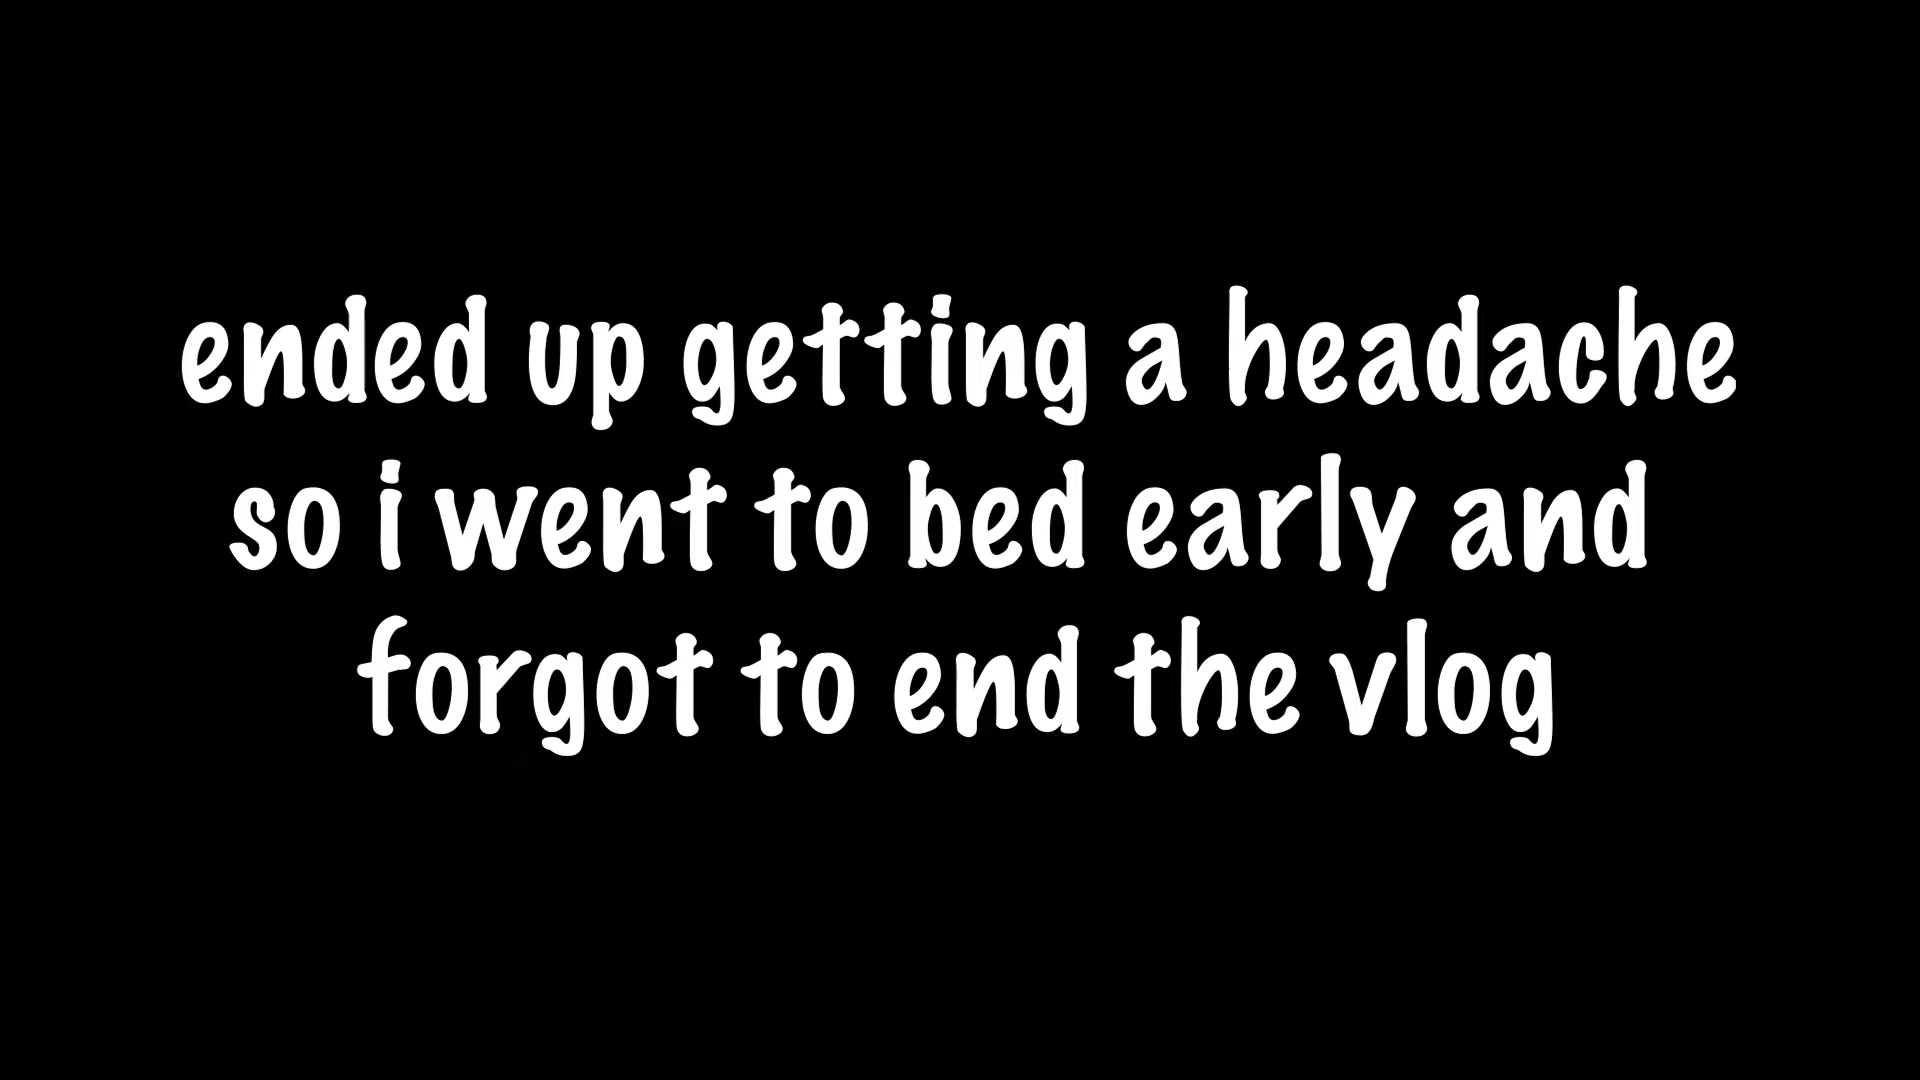 ended up getting a headache
so i went to bed early and
forgot to end the vlog